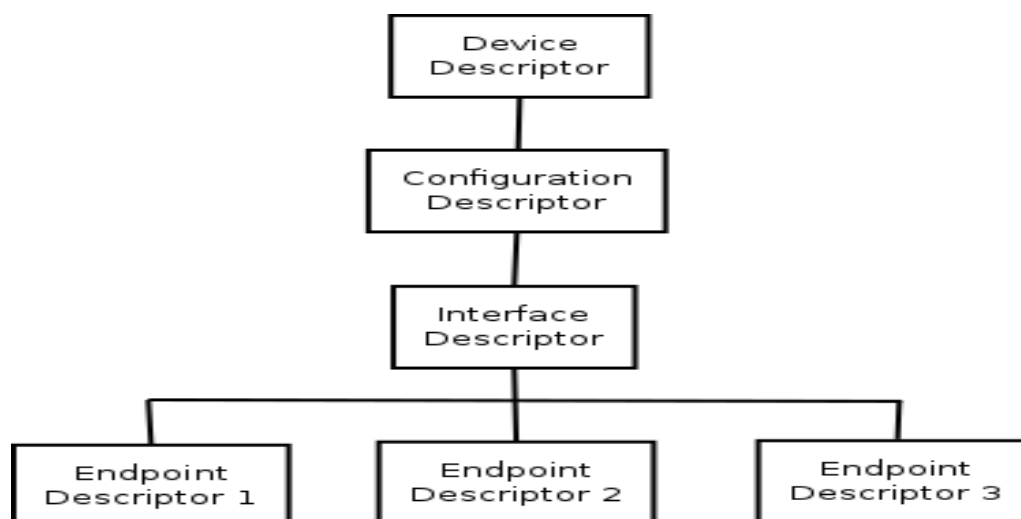 Device
Descriptor
Configuration
Descriptor
Interface
Descriptor
Endpoint
Descriptor 1
Endpoint
Descriptor 2
Endpoint
Descriptor 3